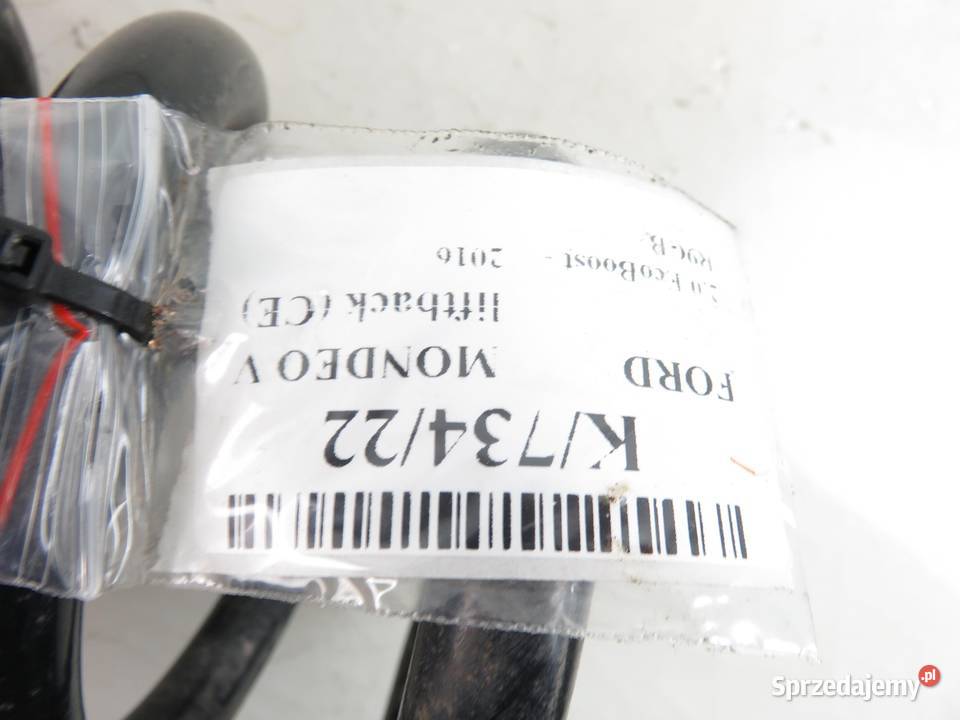 K/734/22
FORD MONDEO V
liftback (CE)
2.0 EcoBoost - 2016
Sprzedajemy.pl